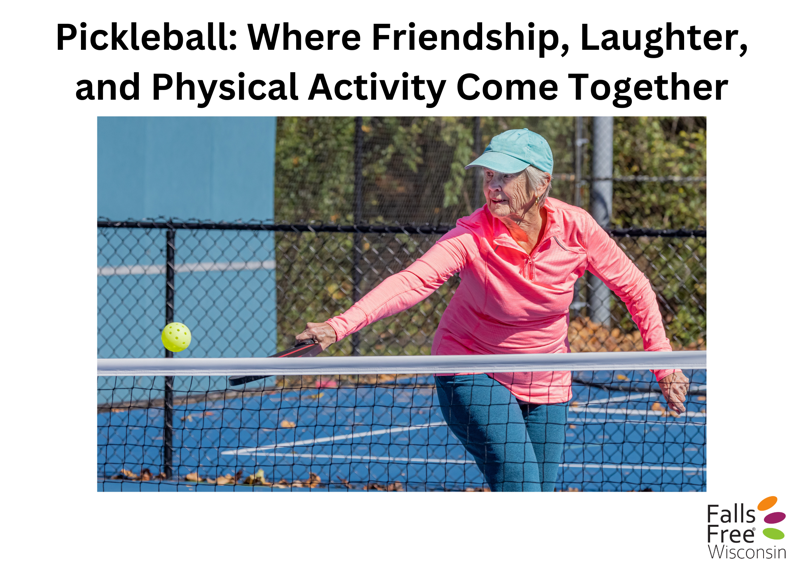 Pickleball: Where Friendship, Laughter,
and Physical Activity Come Together
Falls
Free®
Wisconsin